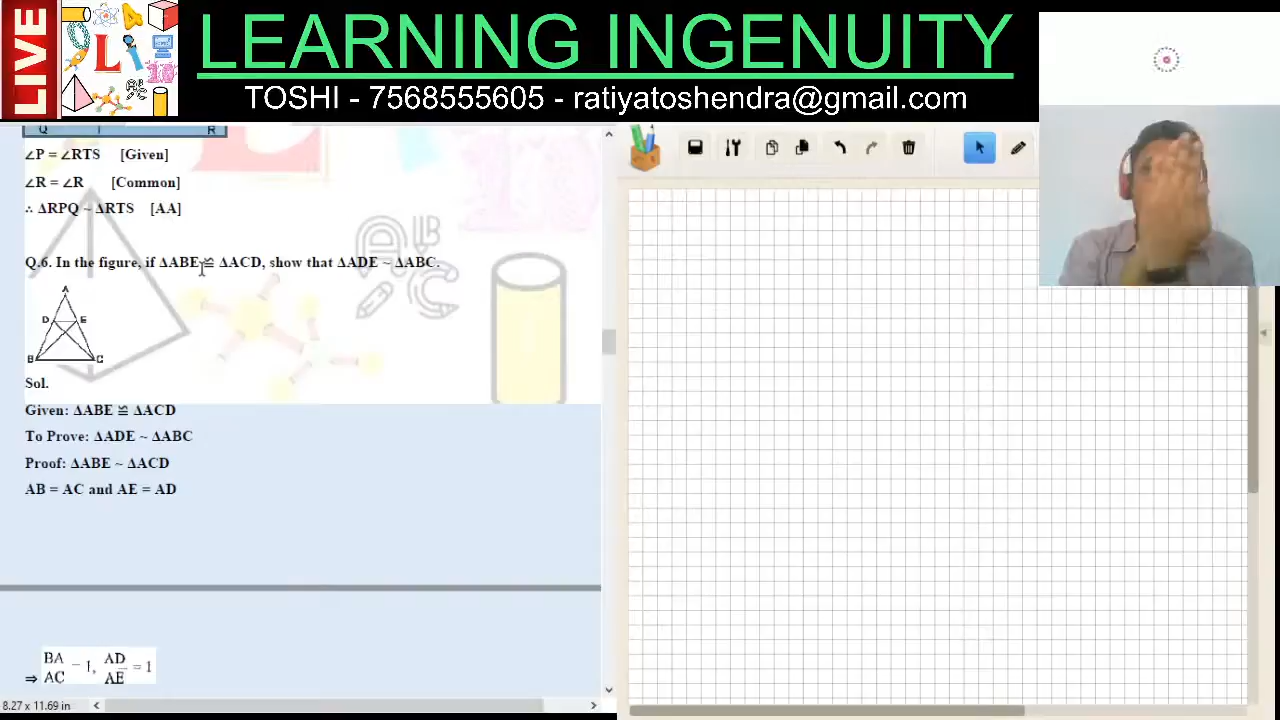 LIVE
LEARNING INGENUITY
TOSHI - 7568555605 - ratiyatoshendra@gmail.com
Q T R
∠P = ∠RTS [Given]
∠R = ∠R [Common]
∴ ΔRPQ ~ ΔRTS [AA]
Q.6. In the figure, if ΔABE ≌ ΔACD, show that ΔADE ~ ΔABC.
A
D E
B C
Sol.
Given: ΔABE ≌ ΔACD
To Prove: ΔADE ~ ΔABC
Proof: ΔABE ~ ΔACD
AB = AC and AE = AD
⇒ BA/AC = 1, AD/AE = 1
8.27 x 11.69 in